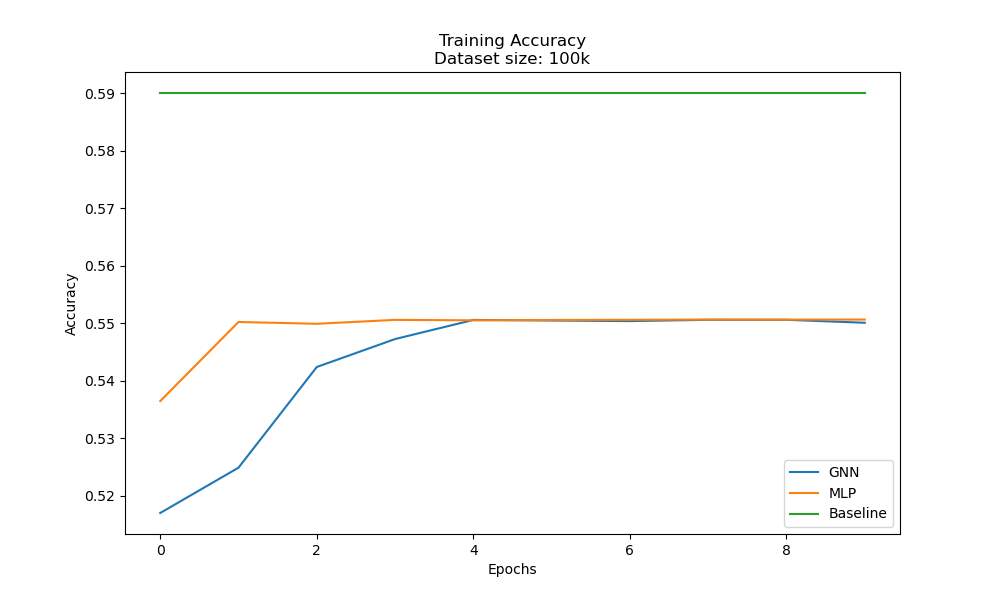 Training Accuracy
Dataset size: 100k
Accuracy
0.59
0.58
0.57
0.56
0.55
0.54
0.53
0.52
0
2
4
6
8
Epochs
GNN
MLP
Baseline